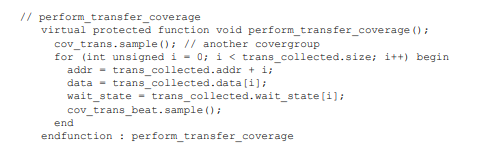 // perform_transfer_coverage
virtual protected function void perform_transfer_coverage();
cov_trans.sample(); // another covergroup
for (int unsigned i = 0; i < trans_collected.size; i++) begin
addr = trans_collected.addr + i;
data = trans_collected.data[i];
wait_state = trans_collected.wait_state[i];
cov_trans_beat.sample();
end
endfunction : perform_transfer_coverage